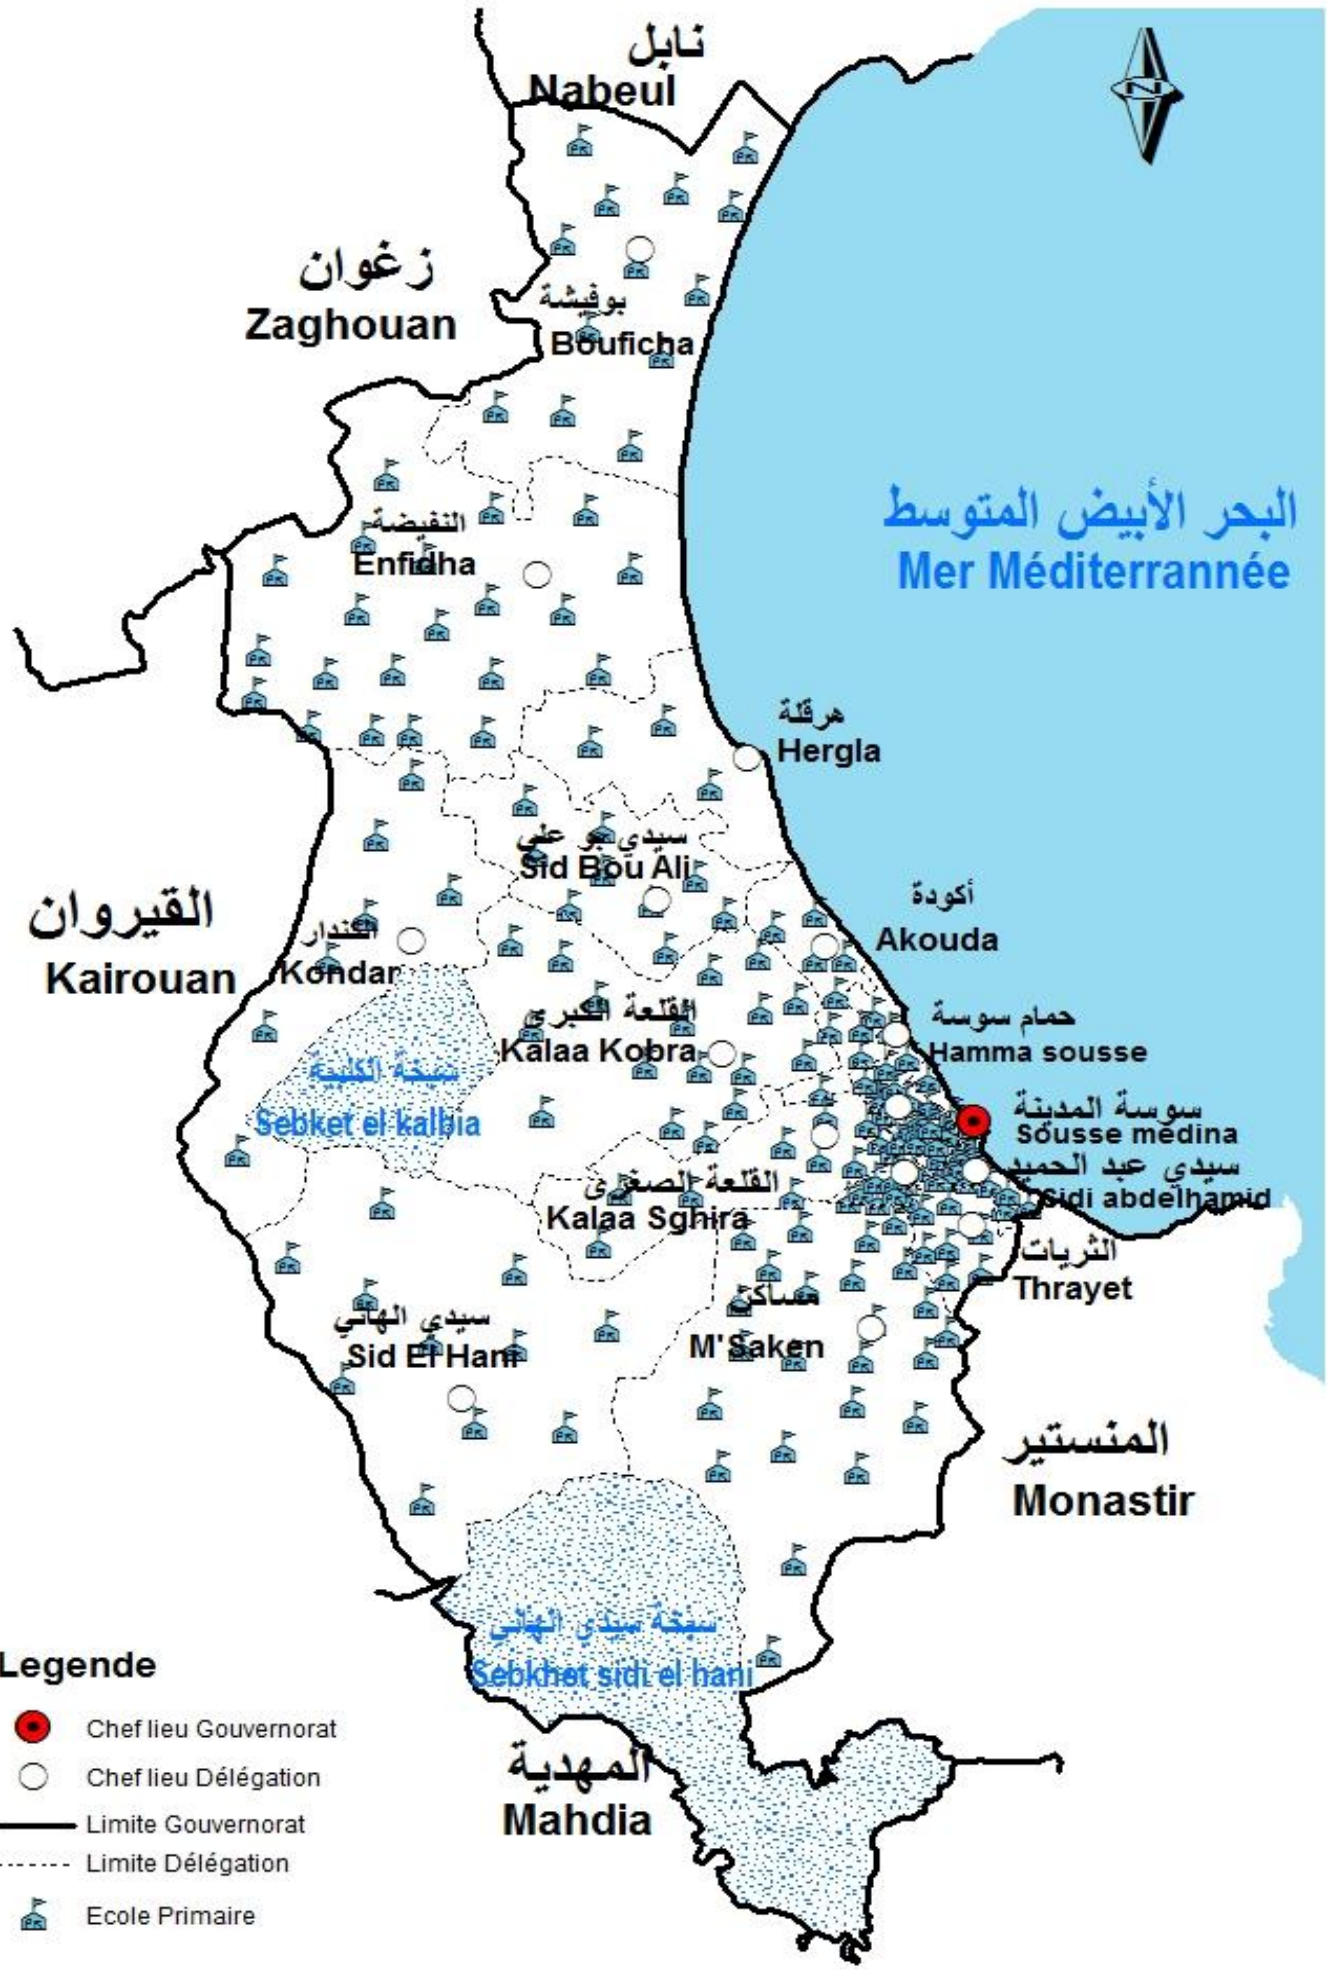 نابل
Nabeul
زغوان
Zaghouan
بوفيشة
Bouficha
البحر الأبيض المتوسط
Mer Méditerrannée
النفيضة
Enfidha
هرقلة
Hergla
سيدي بو علي
Sid Bou Ali
أكودة
Akouda
القيروان
Kairouan
الكندار
Kondar
القلعة الكبرى
Kalaa Kobra
حمام سوسة
Hamma sousse
سبخة الكلبية
Sebket el kalbia
سوسة المدينة
Sousse médina
سيدي عبد الحميد
Sidi abdelhamid
القلعة الصغرى
Kalaa Sghira
الثريات
Thrayet
سيدي الهاني
Sid El Hani
مساكن
M'Saken
المنستير
Monastir
سبخة سيدي الهاني
Sebkhet sidi el hani
المهدية
Mahdia
Legende
Chef lieu Gouvernorat
Chef lieu Délégation
Limite Gouvernorat
Limite Délégation
Ecole Primaire
N